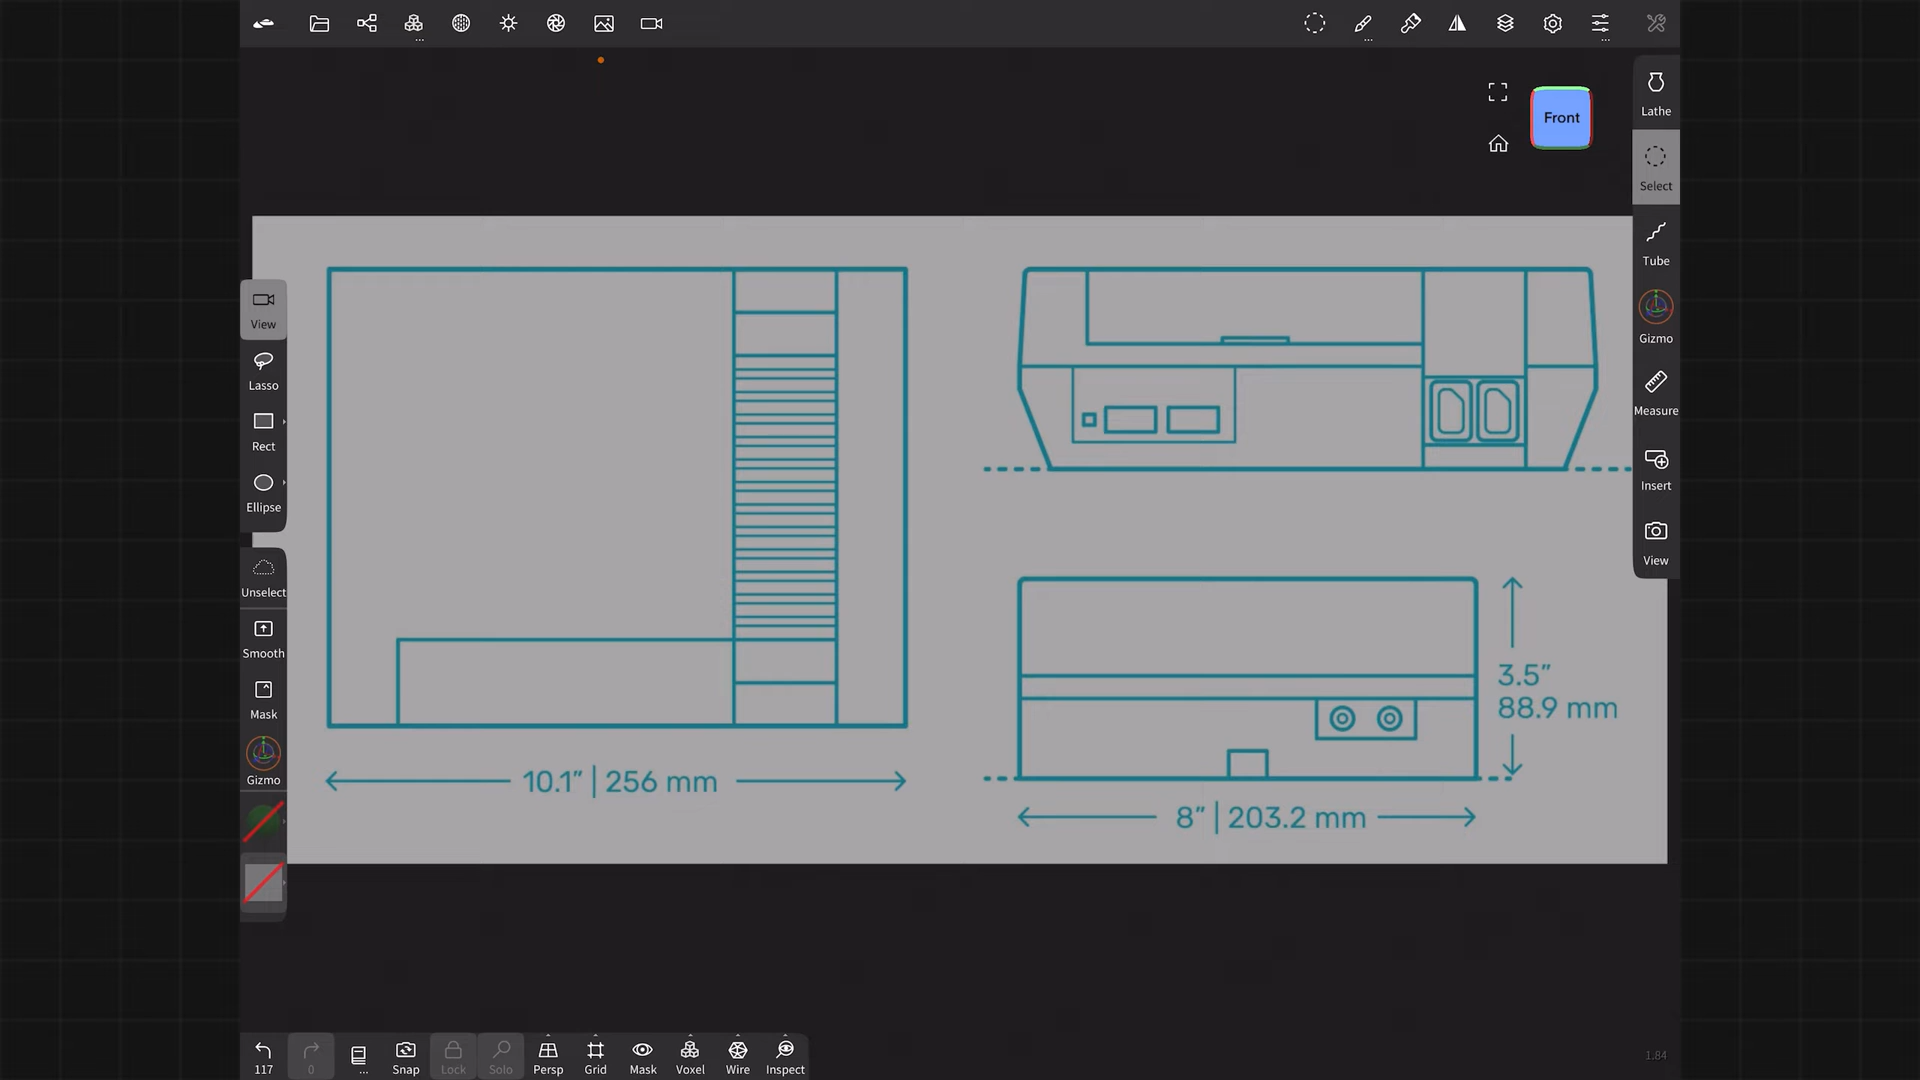 Front
Lathe
Select
Tube
Gizmo
Measure
Insert
View
View
Lasso
Rect
Ellipse
Unselect
Smooth
Mask
Gizmo
10.1" | 256 mm
3.5"
88.9 mm
8" | 203.2 mm
117
0
...
Snap
Lock
Solo
Persp
Grid
Mask
Voxel
Wire
Inspect
1.84